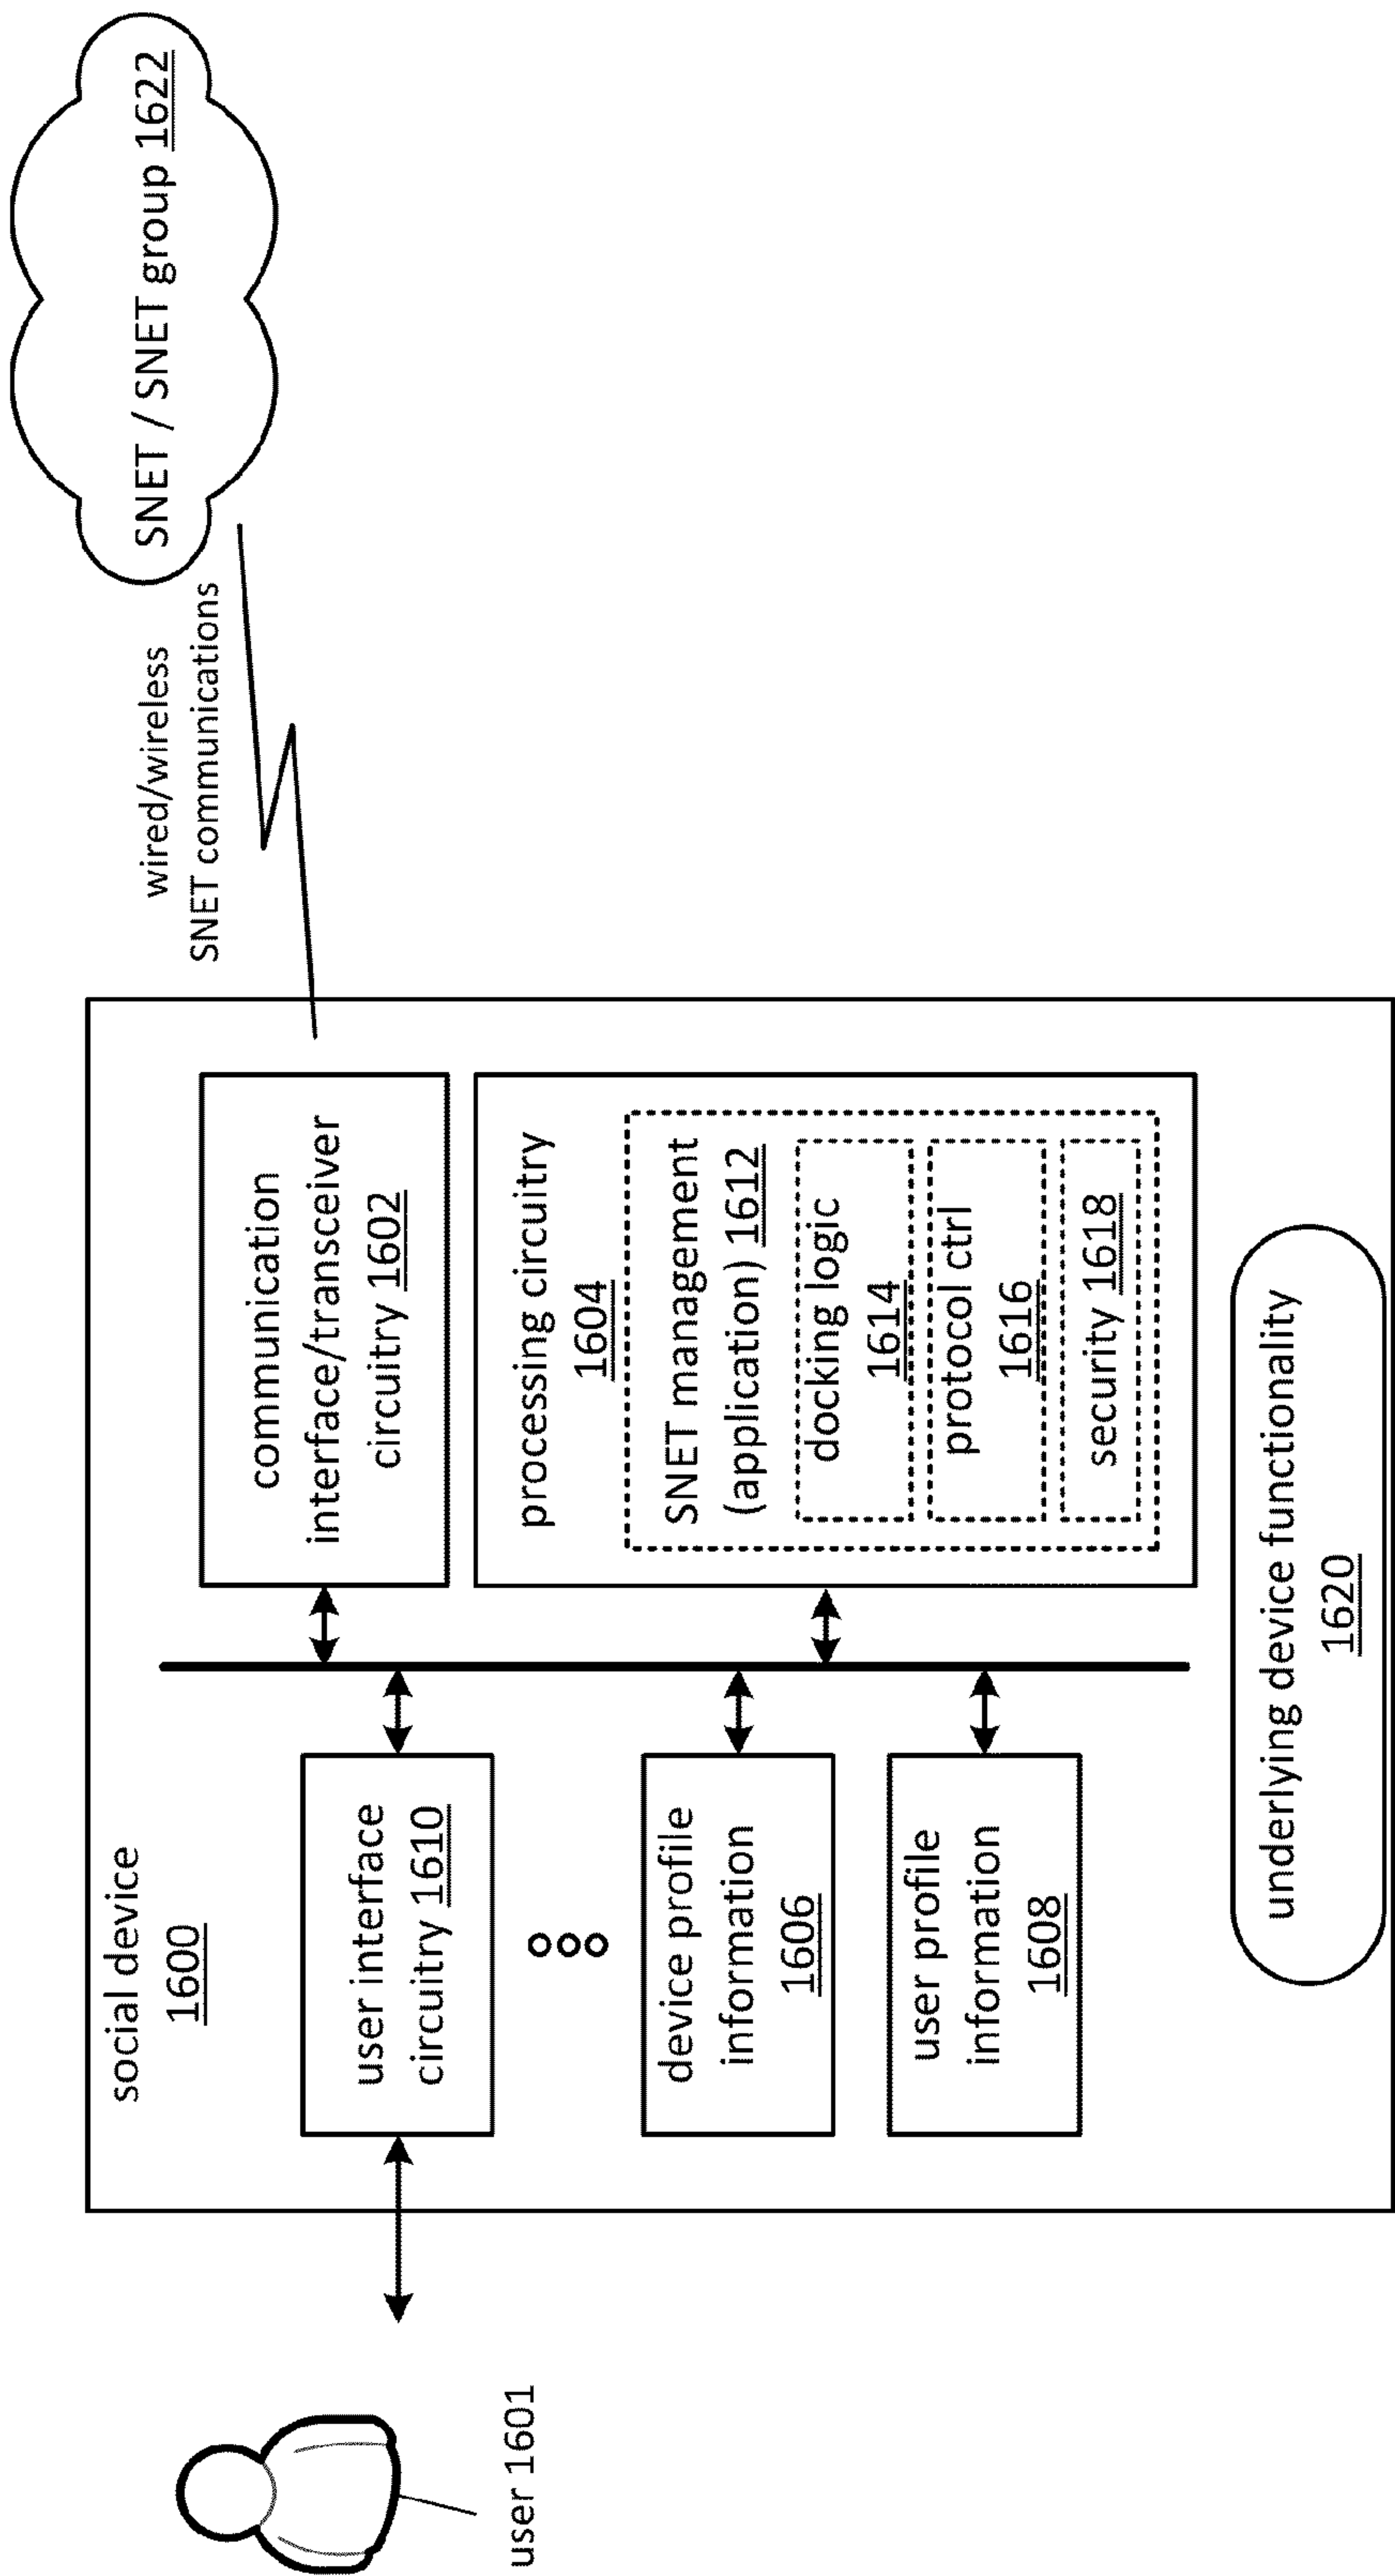 social device
1600
user 1601
user interface
circuitry 1610
device profile
information
1606
user profile
information
1608
communication
interface/transceiver
circuitry 1602
processing circuitry
1604
SNET management
(application) 1612
docking logic
1614
protocol ctrl
1616
security 1618
underlying device functionality
1620
wired/wireless
SNET communications
SNET / SNET group 1622